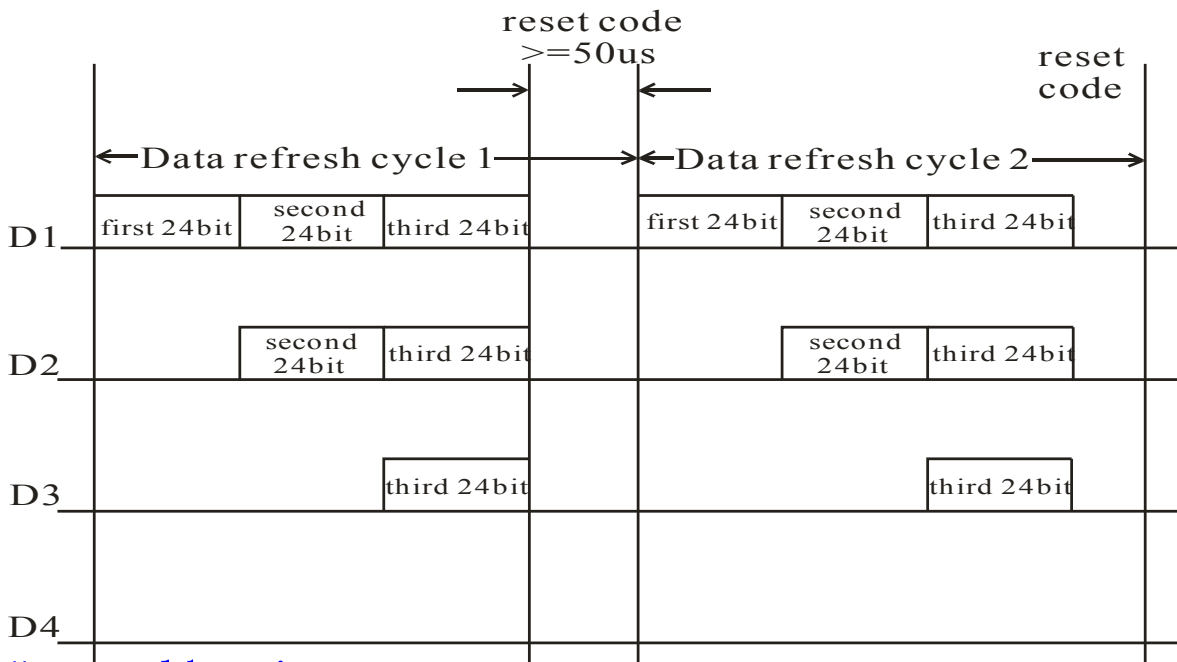 reset code
>=50us
reset
code
Data refresh cycle 1
Data refresh cycle 2
D1
first 24bit
second
24bit
third 24bit
first 24bit
second
24bit
third 24bit
D2
second
24bit
third 24bit
second
24bit
third 24bit
D3
third 24bit
third 24bit
D4